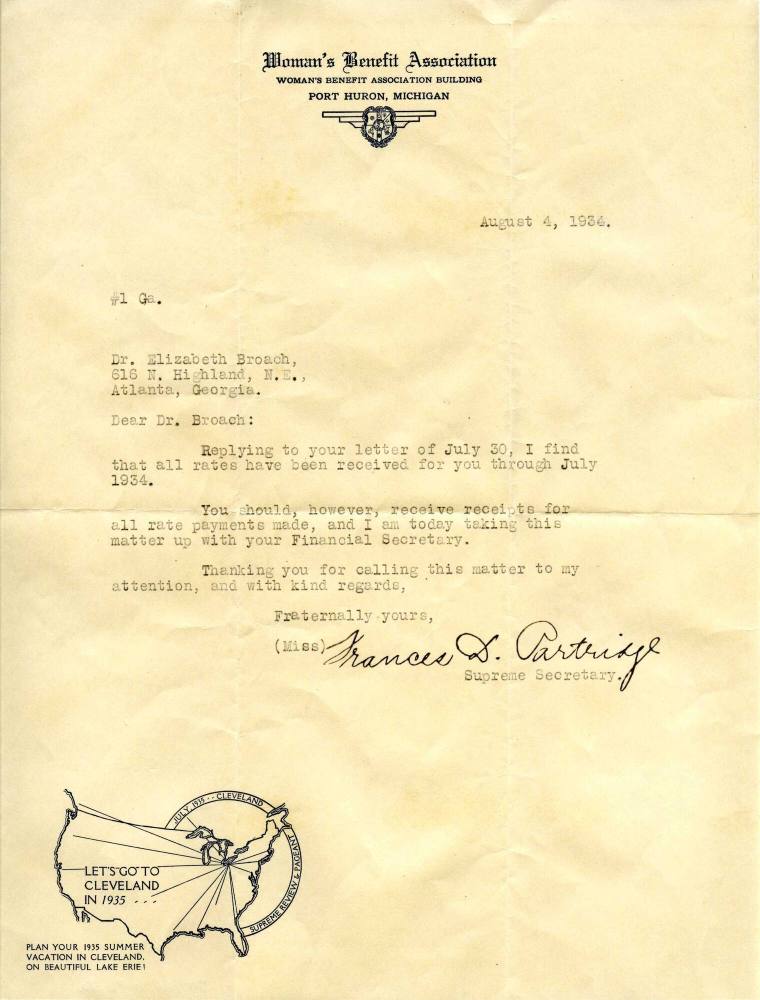 Woman's Benefit Association
WOMAN'S BENEFIT ASSOCIATION BUILDING
PORT HURON, MICHIGAN
August 4, 1934.
#1 Ga.
Dr. Elizabeth Broach,
616 N. Highland, N.E.,
Atlanta, Georgia.
Dear Dr. Broach:
Replying to your letter of July 30, I find
that all rates have been received for you through July
1934.
You should, however, receive receipts for
all rate payments made, and I am today taking this
matter up with your Financial Secretary.
Thanking you for calling this matter to my
attention, and with kind regards,
Fraternally yours,
(Miss) Frances D. Partridge
Supreme Secretary.
JULY, 1935 - - CLEVELAND
SUPREME REVIEW & PAGEANT
LET'S GO TO
CLEVELAND
IN 1935 - - -
PLAN YOUR 1935 SUMMER
VACATION IN CLEVELAND,
ON BEAUTIFUL LAKE ERIE!